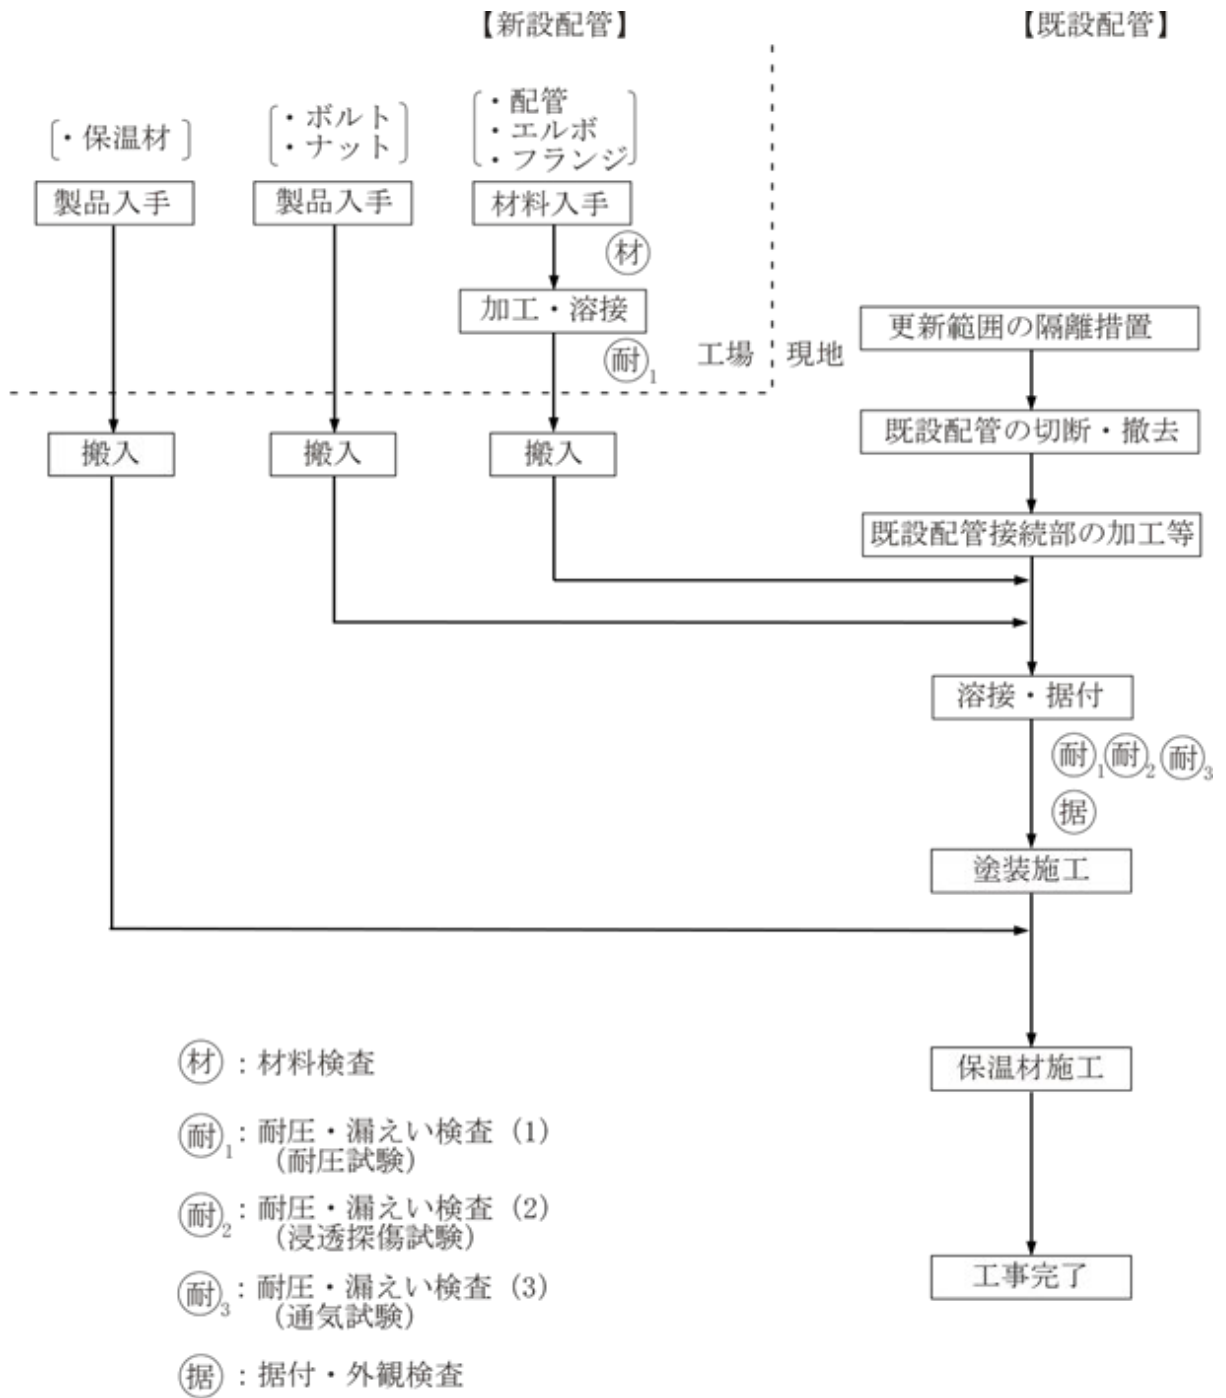 【新設配管】
【既設配管】
・保温材
・ボルト
・ナット
・配管
・エルボ
・フランジ
製品入手
製品入手
材料入手
材
加工・溶接
耐1
工場
現地
更新範囲の隔離措置
搬入
搬入
搬入
既設配管の切断・撤去
既設配管接続部の加工等
溶接・据付
耐1 耐2 耐3
据
塗装施工
保温材施工
工事完了
材：材料検査
耐1：耐圧・漏えい検査（1）
（耐圧試験）
耐2：耐圧・漏えい検査（2）
（浸透探傷試験）
耐3：耐圧・漏えい検査（3）
（通気試験）
据：据付・外観検査